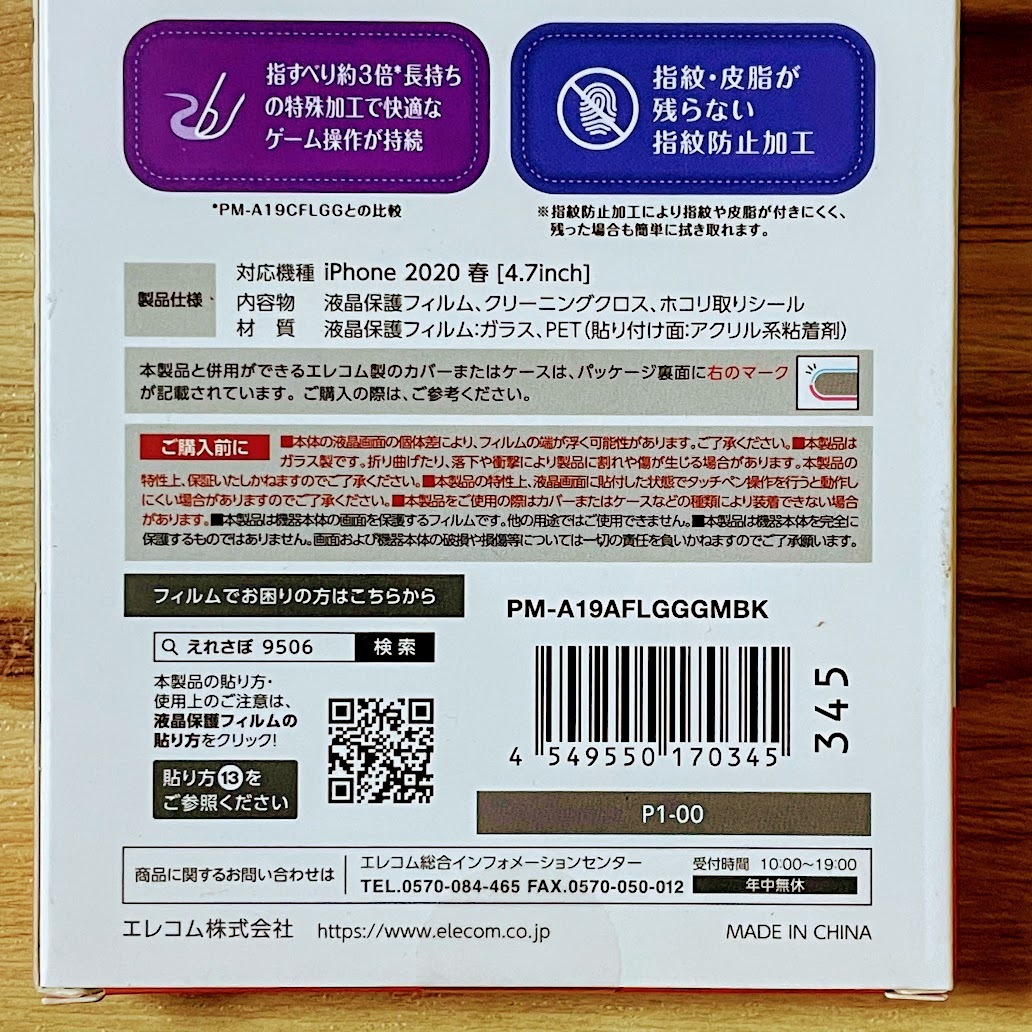 指すべり約3倍*長持ち
の特殊加工で快適な
ゲーム操作が持続
*PM-A19CFLGGとの比較
指紋・皮脂が
残らない
指紋防止加工
※指紋防止加工により指紋や皮脂が付きにくく、
残った場合も簡単に拭き取れます。
製品仕様
対応機種 iPhone 2020 春 [4.7inch]
内容物 液晶保護フィルム、クリーニングクロス、ホコリ取りシール
材 質 液晶保護フィルム:ガラス、PET(貼り付け面:アクリル系粘着剤)
本製品と併用ができるエレコム製のカバーまたはケースは、パッケージ裏面に右のマーク
が記載されています。ご購入の際は、ご参考ください。
ご購入前に ■本体の液晶画面の個体差により、フィルムの端が浮く可能性があります。ご了承ください。■本製品は
ガラス製です。折り曲げたり、落下や衝撃により製品に割れや傷が生じる場合があります。本製品の
特性上、保証いたしかねますのでご了承ください。■本製品の特性上、液晶画面に貼付した状態でタッチペン操作を行うと動作し
にくい場合がありますのでご了承ください。■本製品をご使用の際はカバーまたはケースなどの種類により装着できない場合
があります。■本製品は機器本体の画面を保護するフィルムです。他の用途ではご使用できません。■本製品は機器本体を完全に
保護するものではありません。画面および機器本体の破損や損傷等については一切の責任を負いかねますのでご了承願います。
フィルムでお困りの方はこちらから
えれさぽ 9506 検索
本製品の貼り方・
使用上のご注意は、
液晶保護フィルムの
貼り方をクリック!
貼り方⑬を
ご参照ください
PM-A19AFLGGGMBK
4 549550 170345
345
P1-00
商品に関するお問い合わせは
エレコム総合インフォメーションセンター
TEL.0570-084-465 FAX.0570-050-012
受付時間 10:00~19:00
年中無休
エレコム株式会社 https://www.elecom.co.jp
MADE IN CHINA